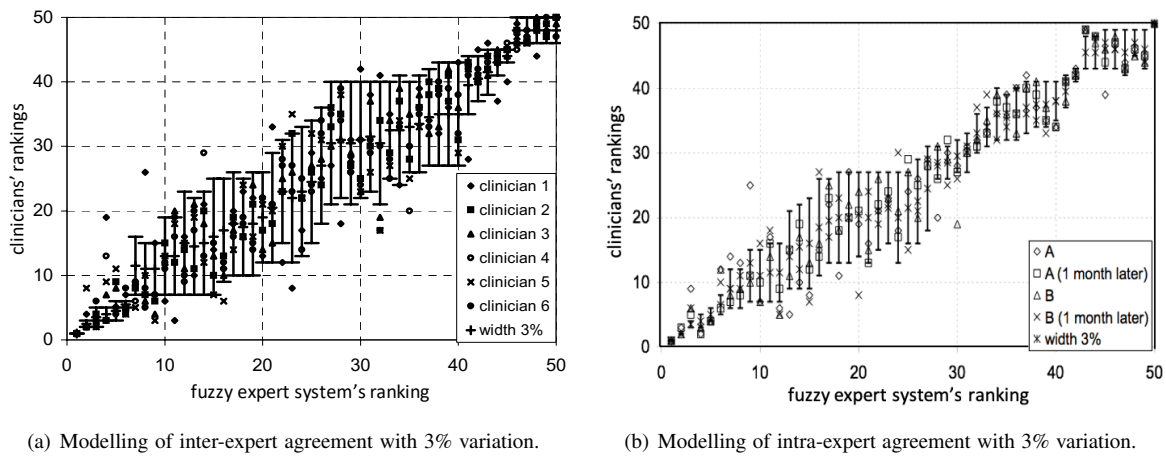 50
40
30
20
10
0
clinicians' rankings
0 10 20 30 40 50
fuzzy expert system's ranking
clinician 1
clinician 2
clinician 3
clinician 4
clinician 5
clinician 6
width 3%
(a) Modelling of inter-expert agreement with 3% variation.
50
40
30
20
10
0
clinicians' rankings
0 10 20 30 40 50
fuzzy expert system's ranking
A
A (1 month later)
B
B (1 month later)
width 3%
(b) Modelling of intra-expert agreement with 3% variation.